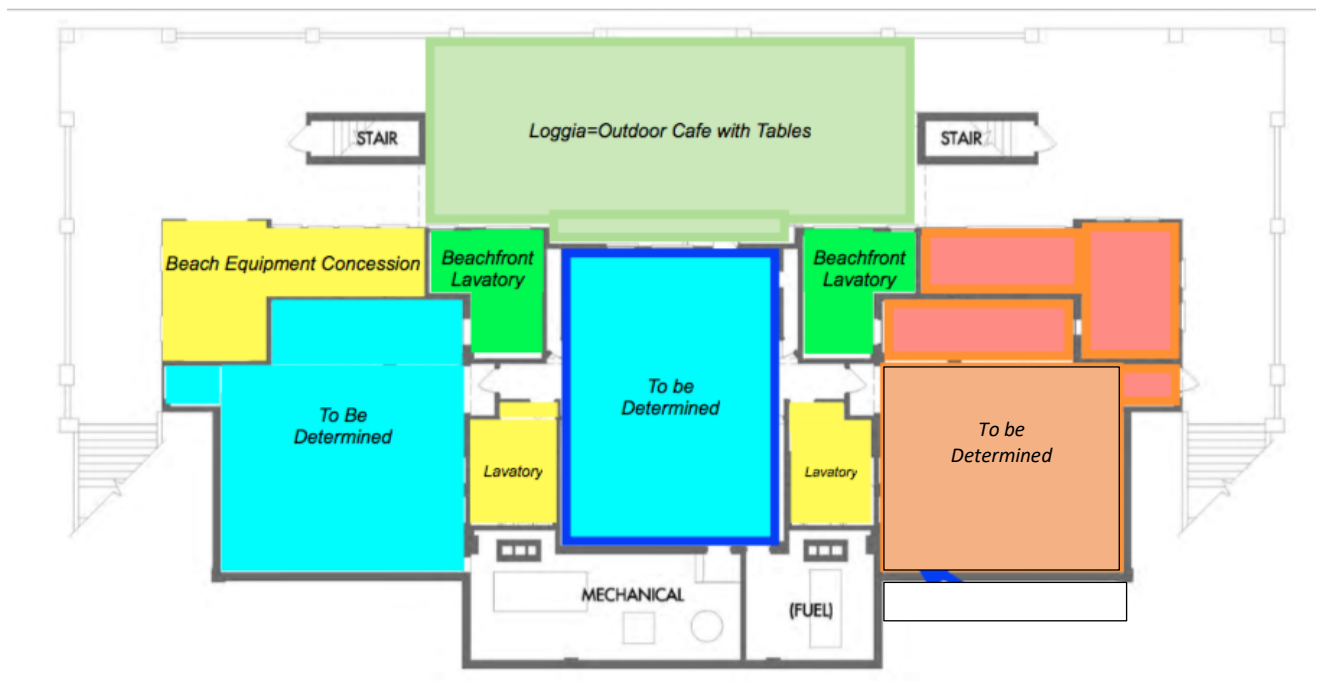 Loggia=Outdoor Cafe with Tables
STAIR
STAIR
Beach Equipment Concession
Beachfront
Lavatory
Beachfront
Lavatory
To be
Determined
To Be
Determined
To be
Determined
Lavatory
Lavatory
MECHANICAL
(FUEL)